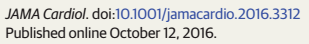 JAMA Cardiol. doi:10.1001/jamacardio.2016.3312
Published online October 12, 2016.